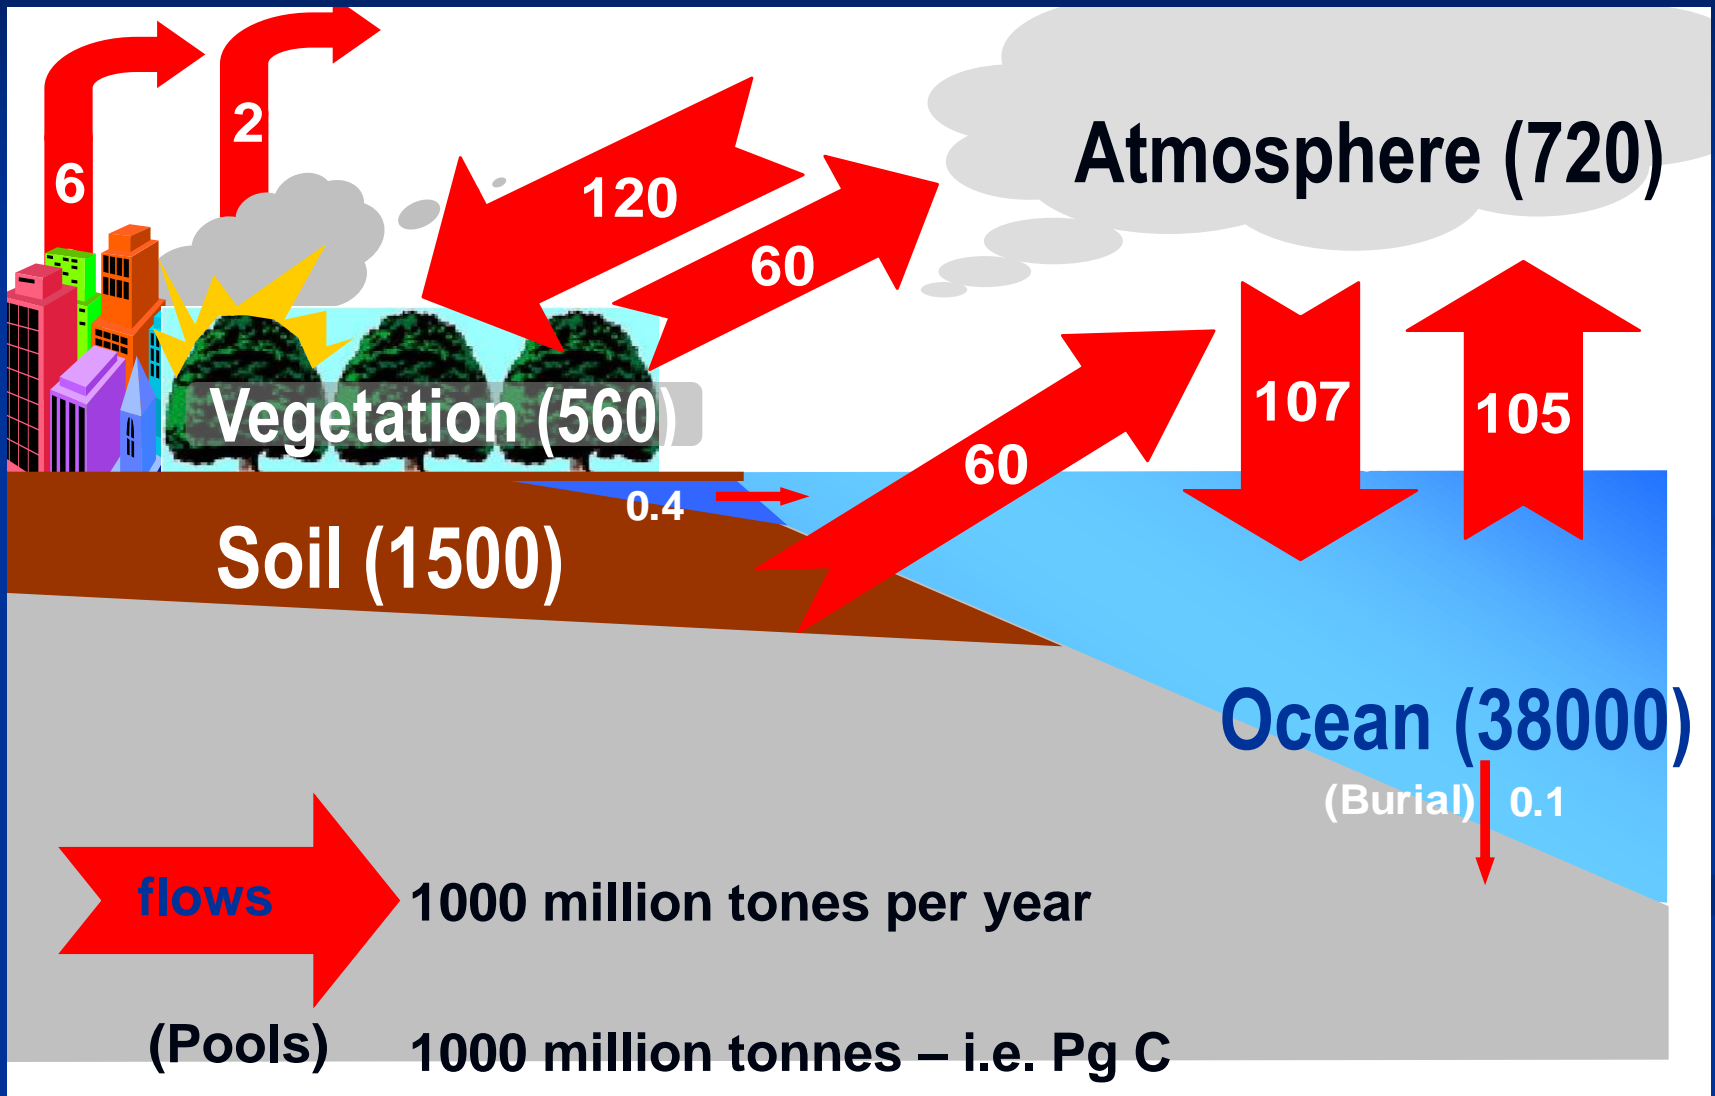 6
2
120
60
Atmosphere (720)
107
105
Vegetation (560)
60
0.4
Soil (1500)
Ocean (38000)
(Burial) 0.1
flows 1000 million tones per year
(Pools) 1000 million tonnes – i.e. Pg C